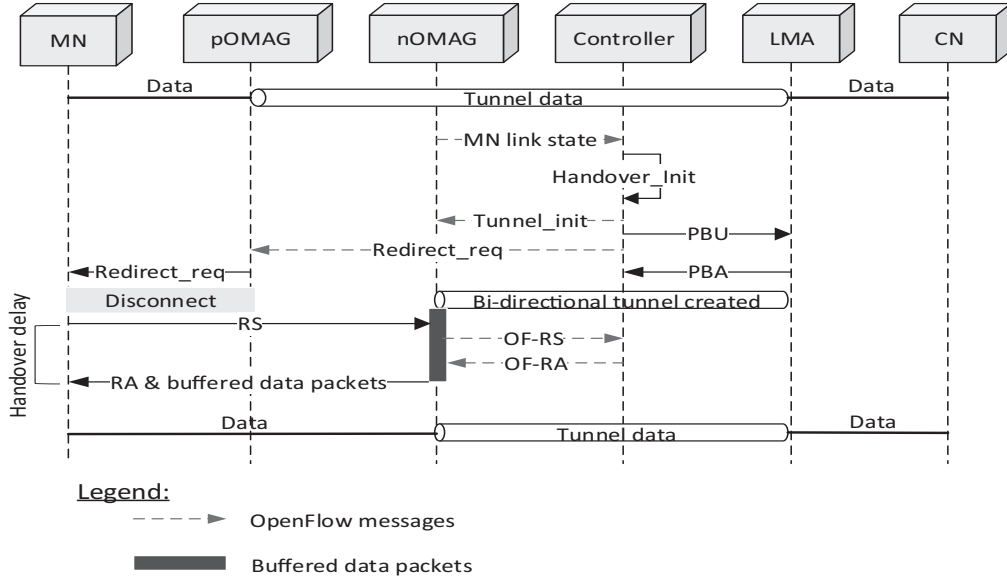 MN pOMAG nOMAG Controller LMA CN
Data Tunnel data Data
MN link state
Handover_Init
Tunnel_init
PBU
Redirect_req
Redirect_req PBA
Disconnect Bi-directional tunnel created
RS
OF-RS
OF-RA
RA & buffered data packets
Handover delay
Data Tunnel data Data
Legend:
OpenFlow messages
Buffered data packets